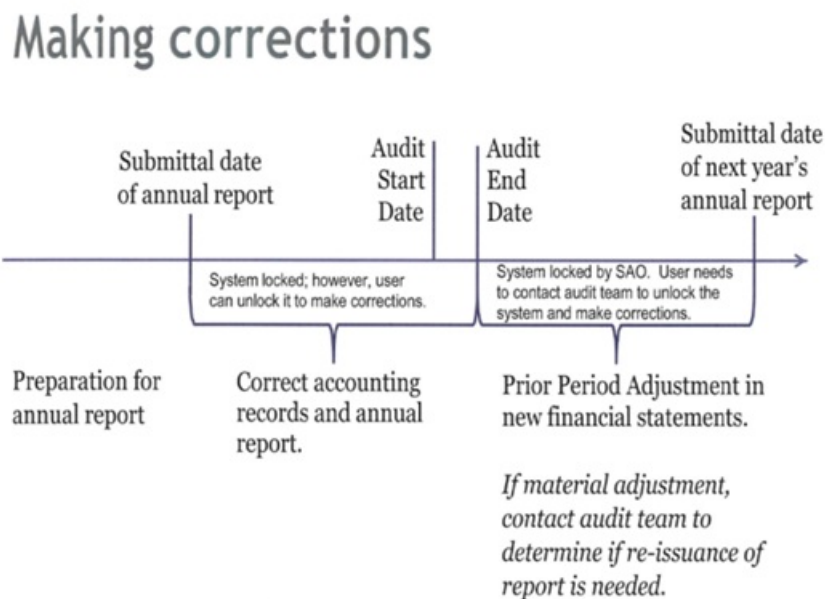 Making corrections
Submittal date
of annual report
Audit
Start
Date
Audit
End
Date
Submittal date
of next year's
annual report
System locked; however, user
can unlock it to make corrections.
System locked by SAO. User needs
to contact audit team to unlock the
system and make corrections.
Preparation for
annual report
Correct accounting
records and annual
report.
Prior Period Adjustment in
new financial statements.
If material adjustment,
contact audit team to
determine if re-issuance of
report is needed.